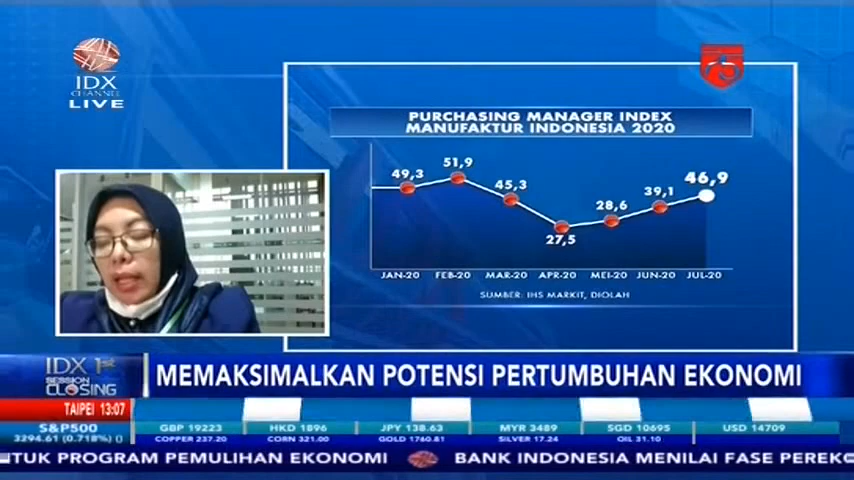 IDX
CHANNEL
LIVE
75
PURCHASING MANAGER INDEX
MANUFAKTUR INDONESIA 2020
49,3
51,9
45,3
27,5
28,6
39,1
46,9
JAN-20 FEB-20 MAR-20 APR-20 MEI-20 JUN-20 JUL-20
SUMBER: IHS MARKIT, DIOLAH
IDX 1st
SESSION
CLOSING
MEMAKSIMALKAN POTENSI PERTUMBUHAN EKONOMI
TAIPEI 13:07
S&P500
3294.61 (0.718%) ()
GBP 19223 HKD 1896 JPY 138.63 MYR 3489 SGD 10695 USD 14709
COPPER 237.20 CORN 321.00 GOLD 1760.81 SILVER 17.24 OIL 31.10
TUK PROGRAM PEMULIHAN EKONOMI BANK INDONESIA MENILAI FASE PEREKO